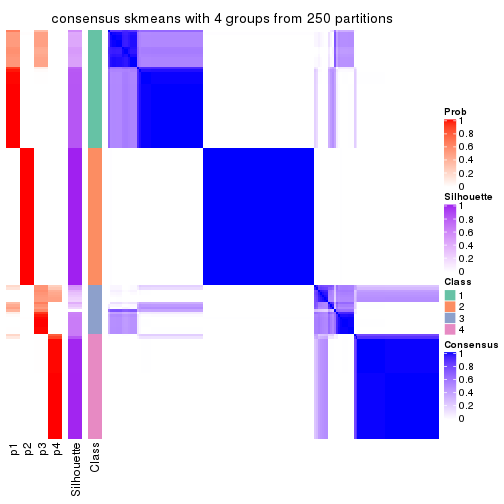 consensus skmeans with 4 groups from 250 partitions
Prob
1
0.8
0.6
0.4
0.2
0
Silhouette
1
0.8
0.6
0.4
0.2
0
Class
1
2
3
4
Consensus
1
0.8
0.6
0.4
0.2
0
p1
p2
p3
p4
Silhouette
Class